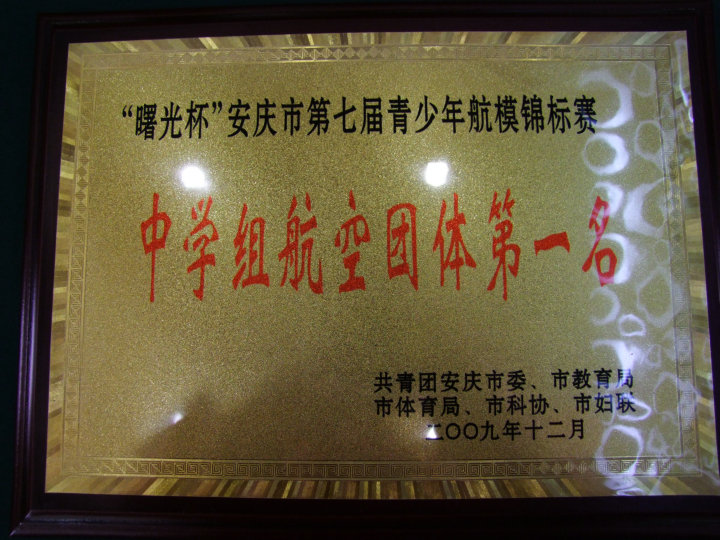 “曙光杯”安庆市第七届青少年航模锦标赛
中学组航空团体第一名
共青团安庆市委、市教育局
市体育局、市科协、市妇联
二〇〇九年十二月